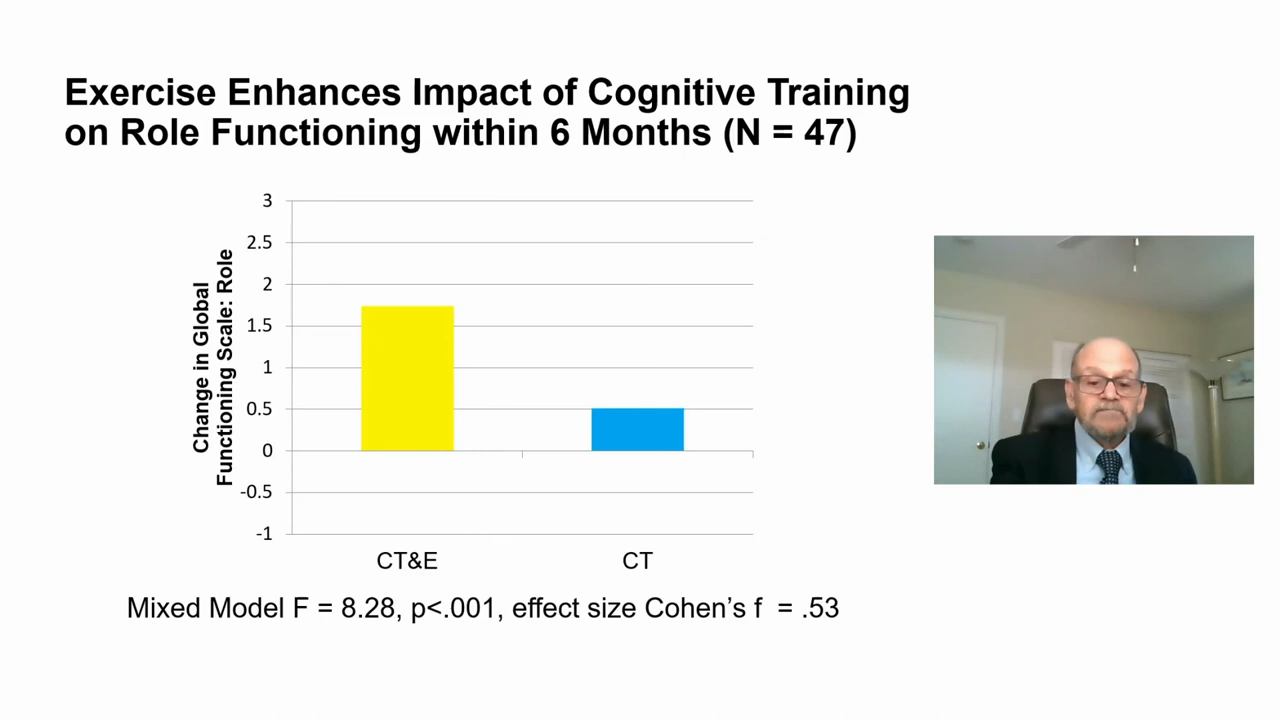 Exercise Enhances Impact of Cognitive Training
on Role Functioning within 6 Months (N = 47)
3
2.5
2
1.5
1
0.5
0
-0.5
-1
Change in Global
Functioning Scale: Role
CT&E
CT
Mixed Model F = 8.28, p<.001, effect size Cohen’s f  = .53